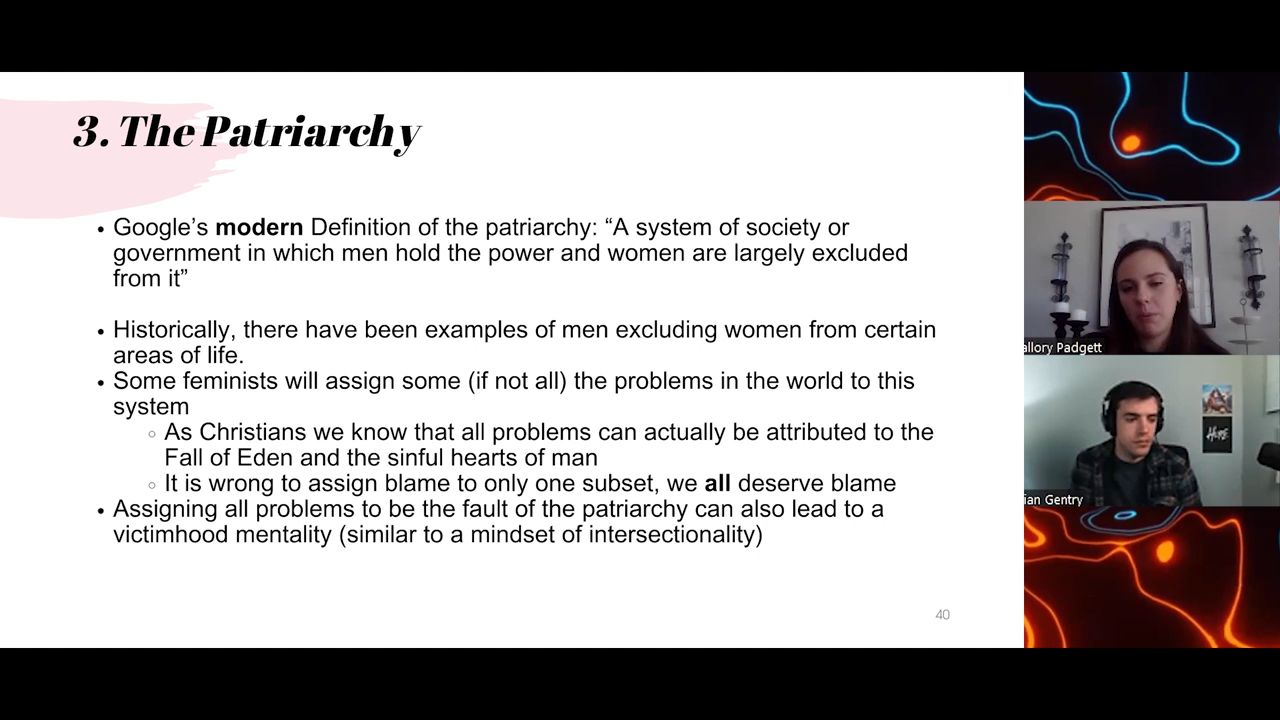 3. The Patriarchy
• Google’s modern Definition of the patriarchy: “A system of society or
government in which men hold the power and women are largely excluded
from it”
• Historically, there have been examples of men excluding women from certain
areas of life.
• Some feminists will assign some (if not all) the problems in the world to this
system
○ As Christians we know that all problems can actually be attributed to the
Fall of Eden and the sinful hearts of man
○ It is wrong to assign blame to only one subset, we all deserve blame
• Assigning all problems to be the fault of the patriarchy can also lead to a
victimhood mentality (similar to a mindset of intersectionality)
40
allory Padgett
HOPE
ian Gentry